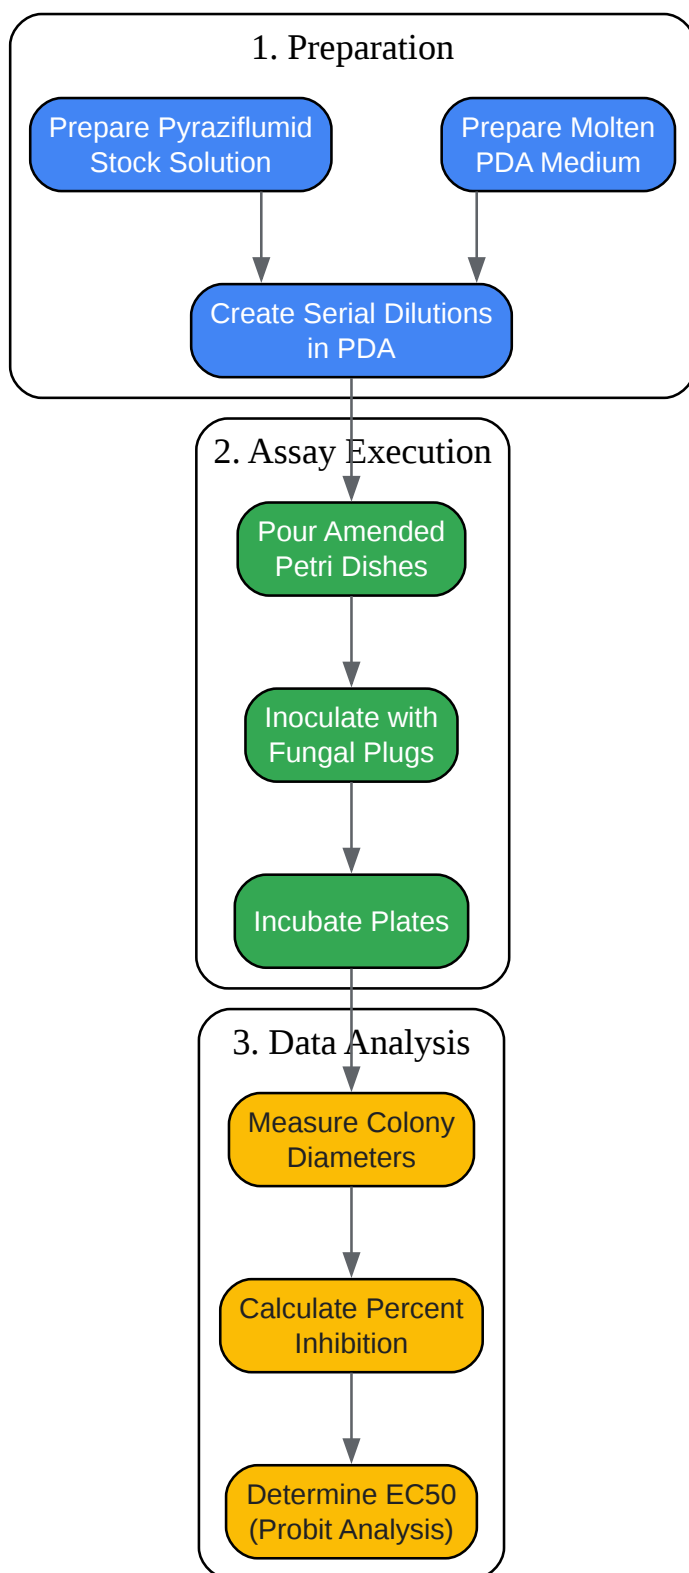 1. Preparation
Prepare Pyraziflumid
Stock Solution
Prepare Molten
PDA Medium
Create Serial Dilutions
in PDA
2. Assay Execution
Pour Amended
Petri Dishes
Inoculate with
Fungal Plugs
Incubate Plates
3. Data Analysis
Measure Colony
Diameters
Calculate Percent
Inhibition
Determine EC50
(Probit Analysis)